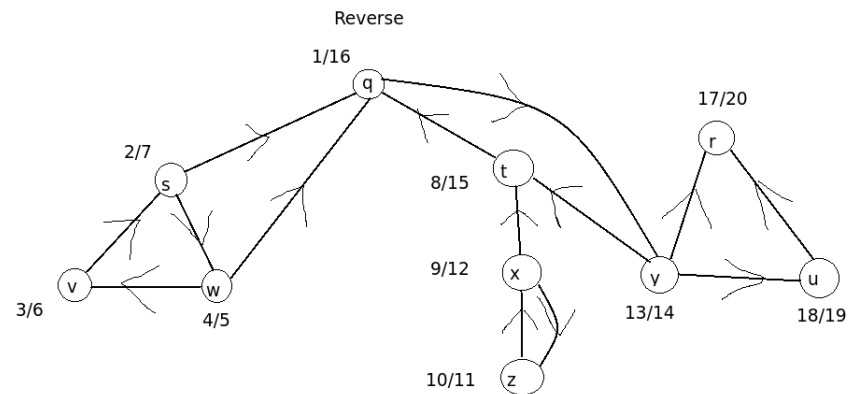 Reverse
1/16
q
17/20
r
2/7
s
t
8/15
v
w
3/6
4/5
x
9/12
y
13/14
u
18/19
z
10/11